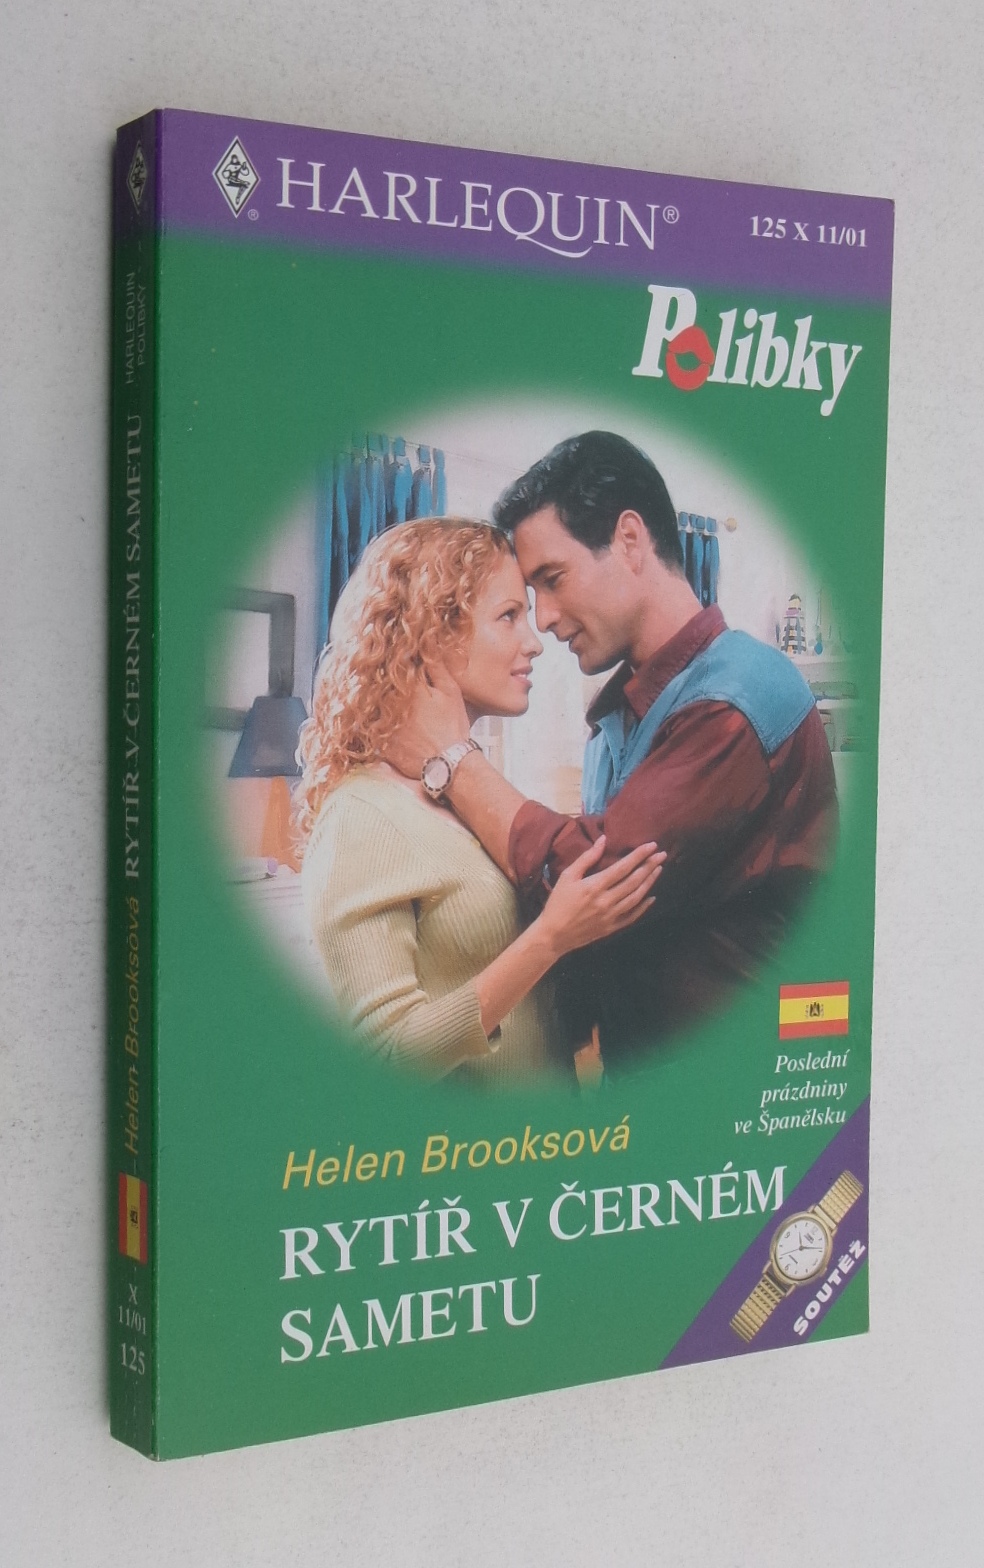 HARLEQUIN®
125 X 11/01
Polibky
Poslední
prázdniny
ve Španělsku
Helen Brooksová
RYTÍŘ V ČERNÉM
SAMETU
SOUTĚŽ
HARLEQUIN
POLIBKY
RYTÍŘ V ČERNÉM SAMETU
Helen Brooksová
X
11/01
125